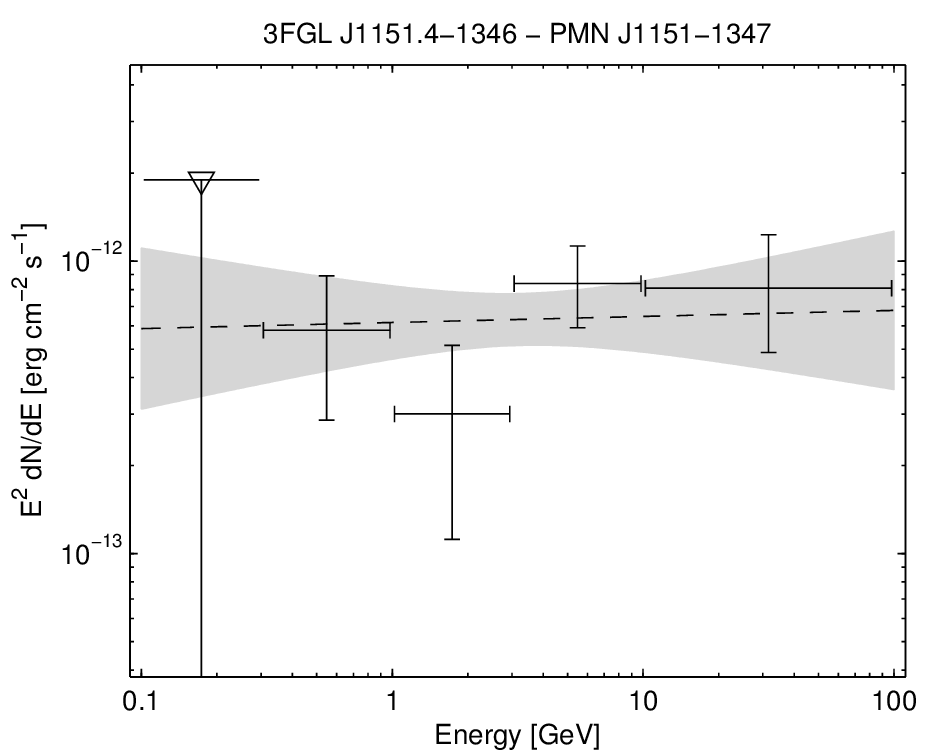 3FGL J1151.4−1346 − PMN J1151−1347
E² dN/dE [erg cm⁻² s⁻¹]
10⁻¹²
10⁻¹³
0.1 1 10 100
Energy [GeV]